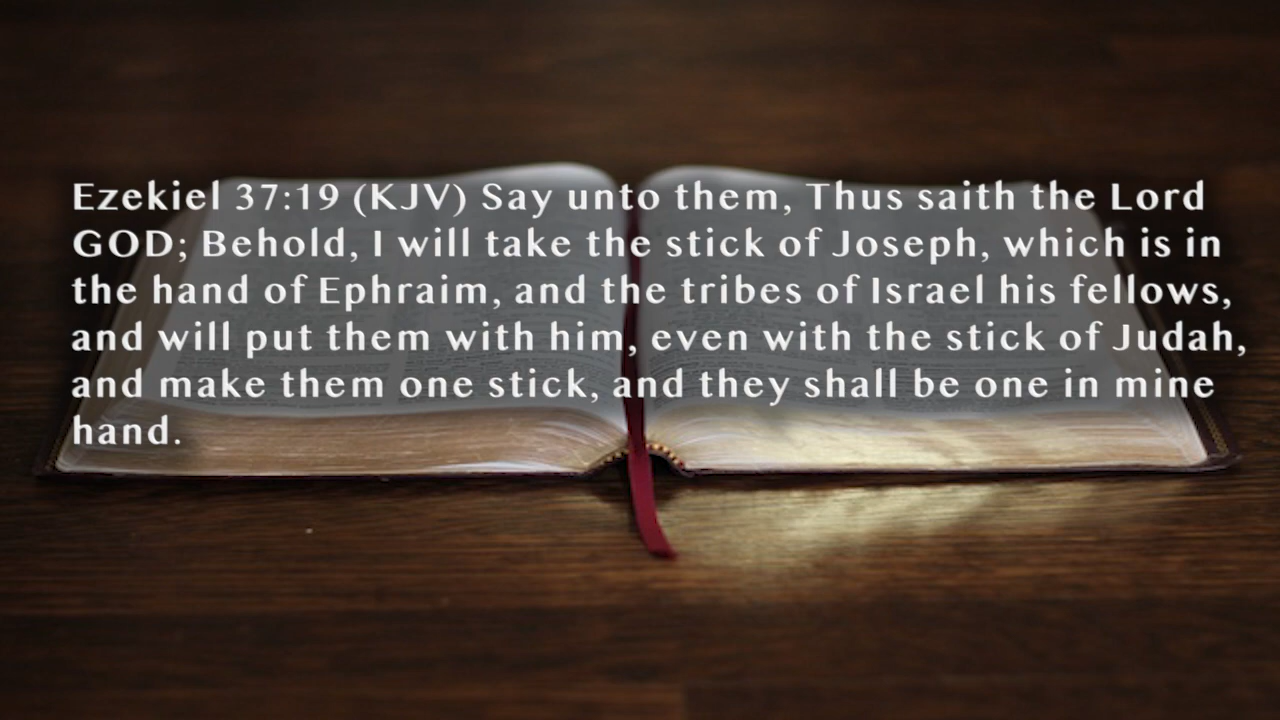 Ezekiel 37:19 (KJV) Say unto them, Thus saith the Lord
GOD; Behold, I will take the stick of Joseph, which is in
the hand of Ephraim, and the tribes of Israel his fellows,
and will put them with him, even with the stick of Judah,
and make them one stick, and they shall be one in mine
hand.